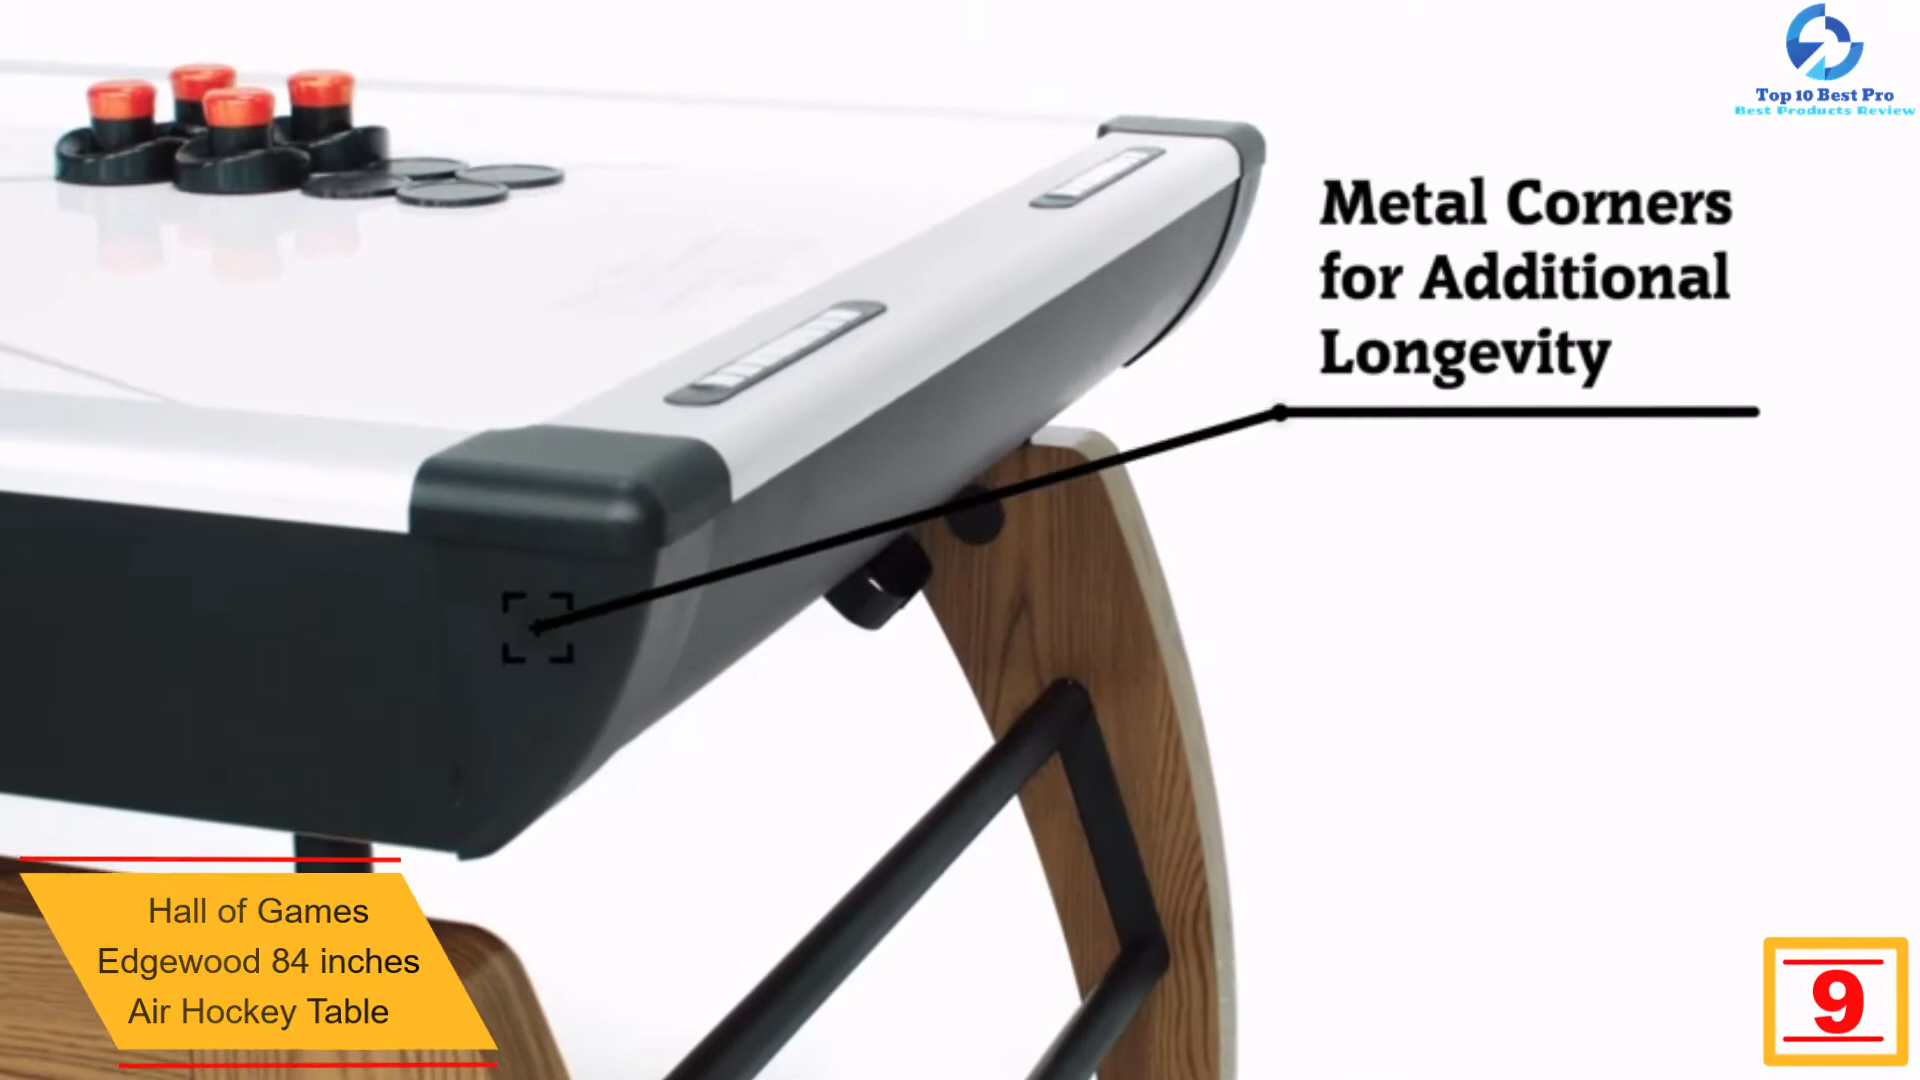 Top 10 Best Pro
Best Products Review
Metal Corners
for Additional
Longevity
Hall of Games
Edgewood 84 inches
Air Hockey Table
9